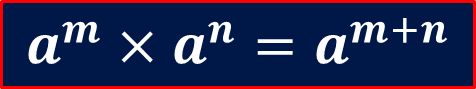 aᵐ × aⁿ = aᵐ⁺ⁿ